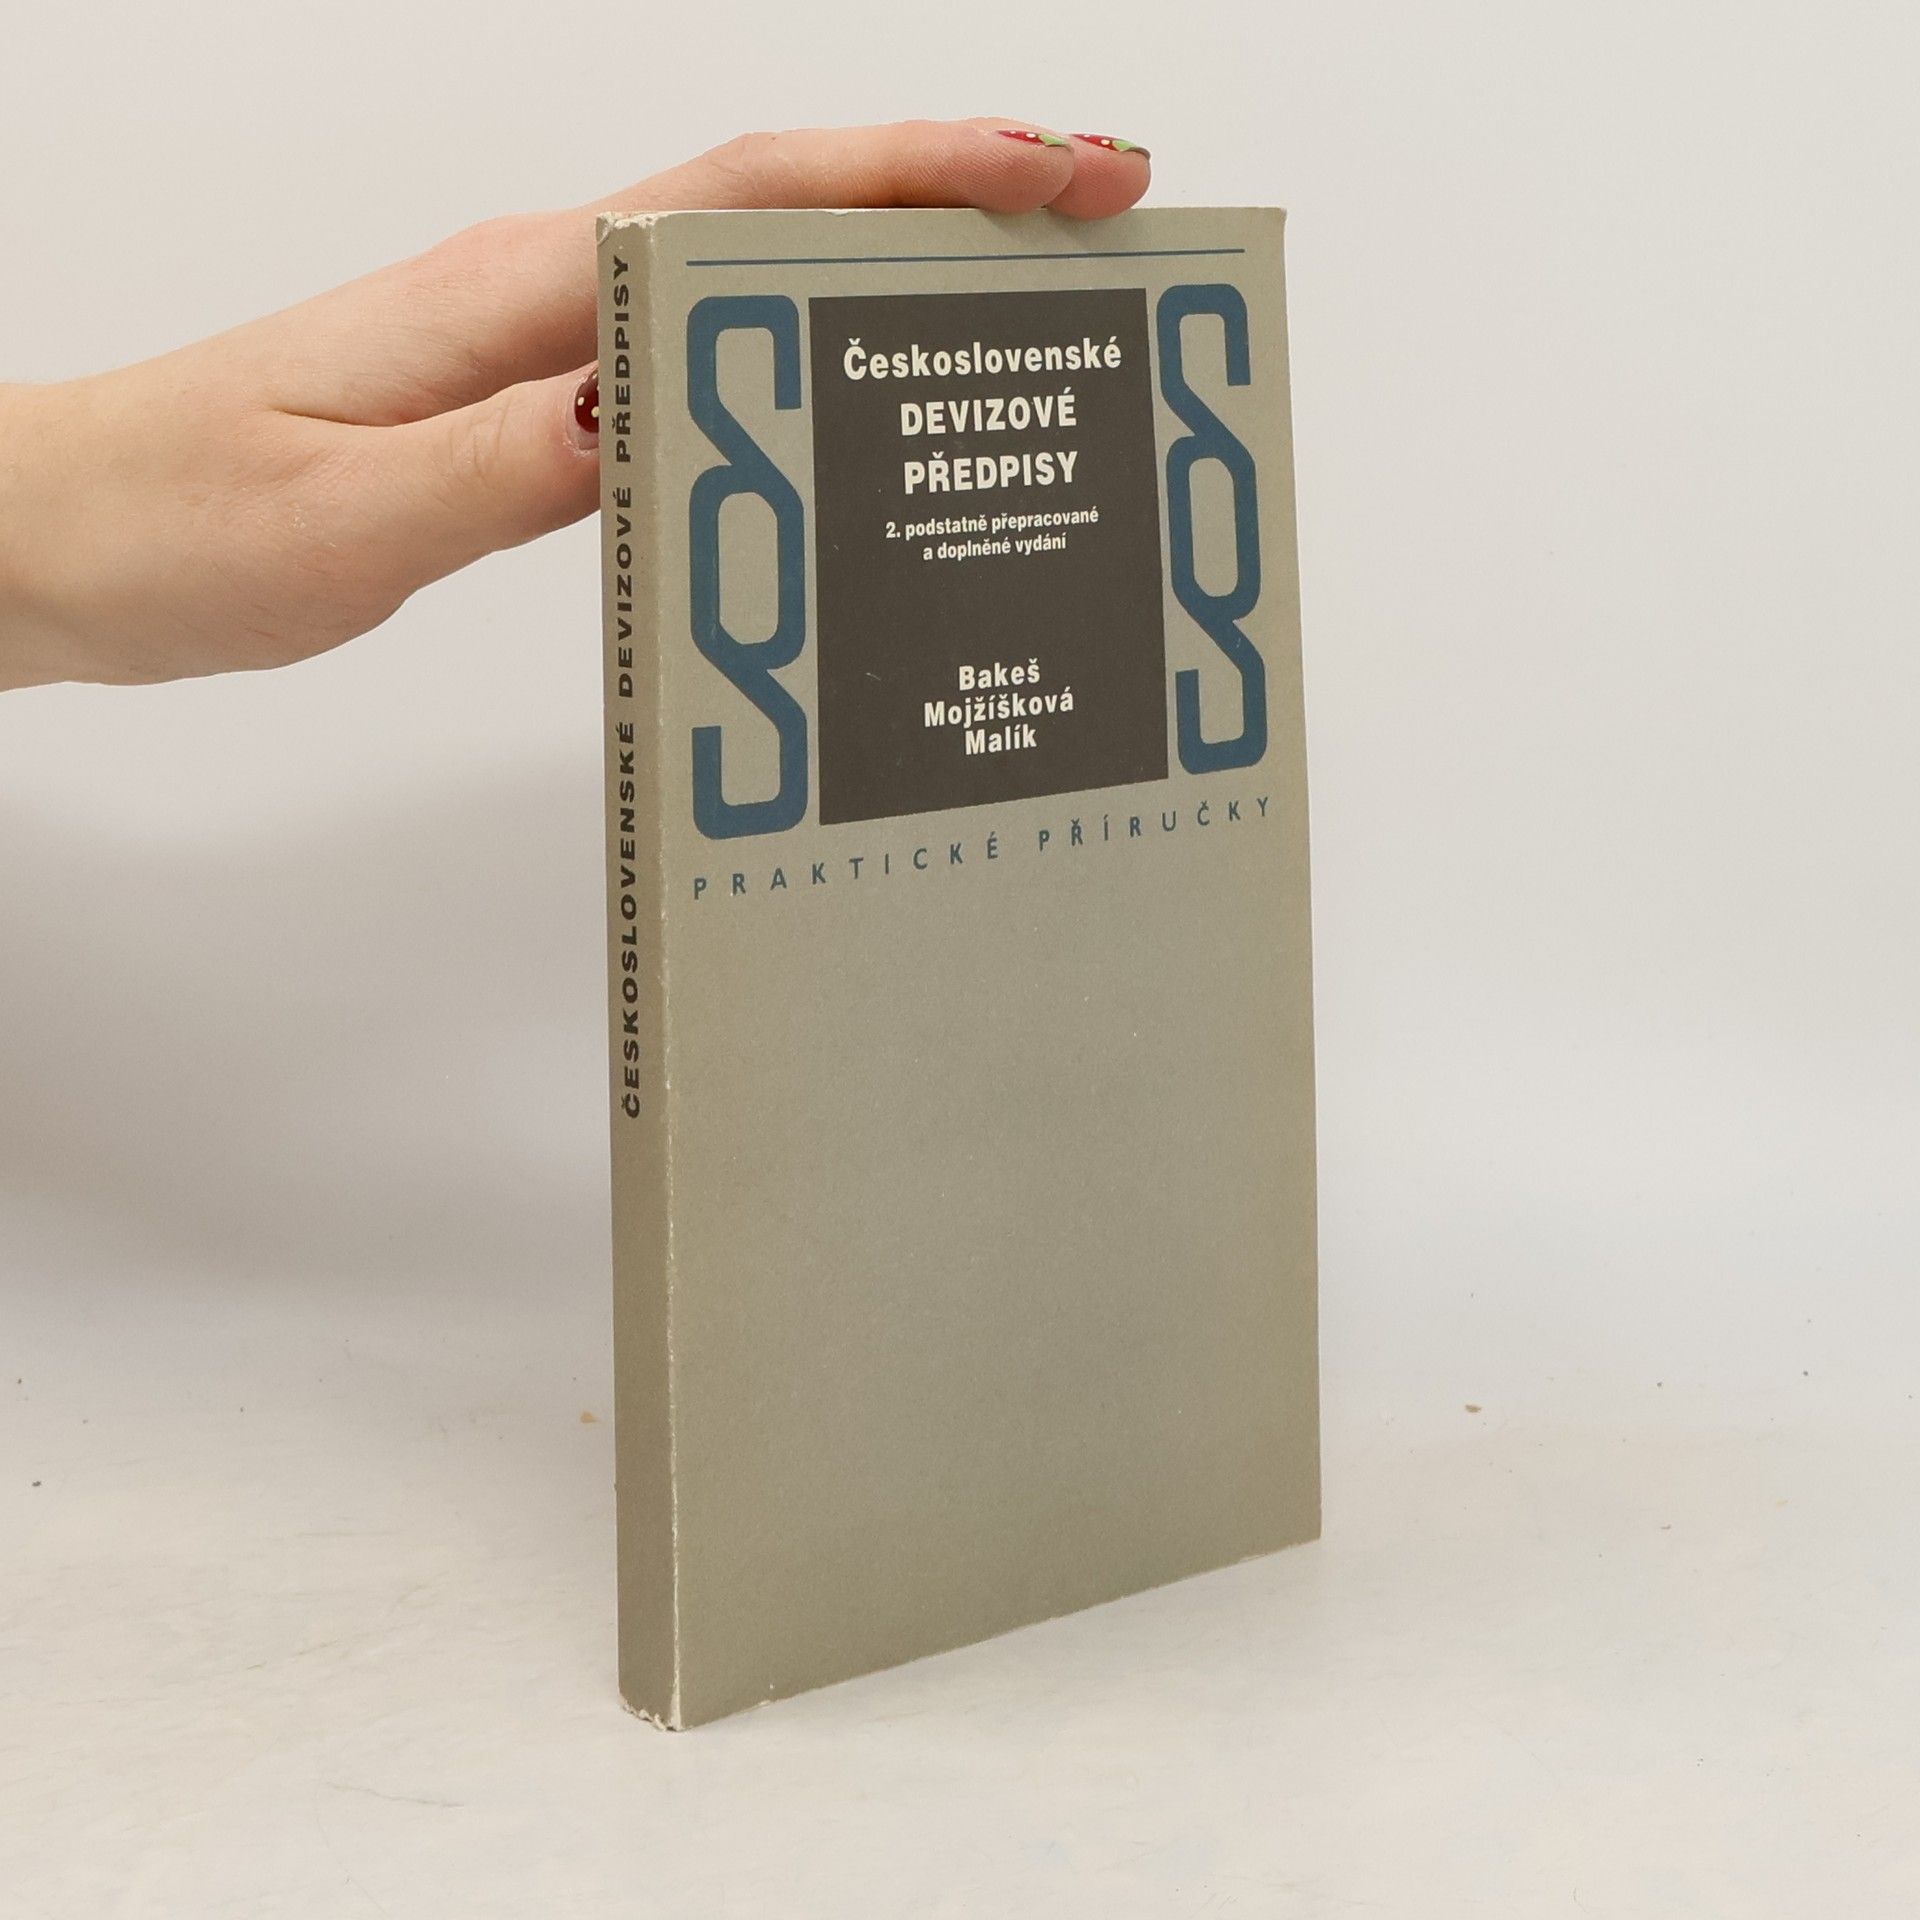 ČESKOSLOVENSKÉ DEVIZOVÉ PŘEDPISY
§ §
Československé
DEVIZOVÉ
PŘEDPISY
2. podstatně přepracované
a doplněné vydání
Bakeš
Mojžíšková
Malík
PRAKTICKÉ PŘÍRUČKY